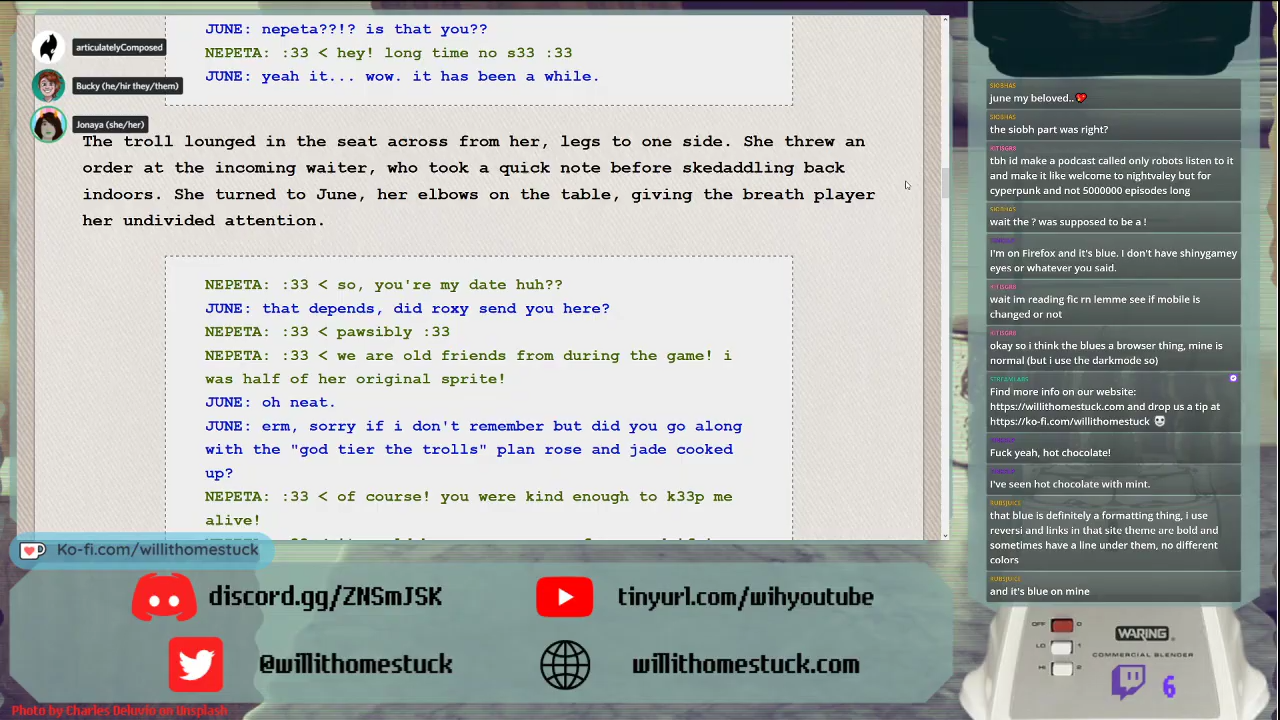 JUNE: nepeta??!? is that you??
NEPETA: :33 < hey! long time no s33 :33
JUNE: yeah it... wow. it has been a while.
articulatelyComposed
Bucky (he/hir they/them)
Jonaya (she/her)
The troll lounged in the seat across from her, legs to one side. She threw an
order at the incoming waiter, who took a quick note before skedaddling back
indoors. She turned to June, her elbows on the table, giving the breath player
her undivided attention.
NEPETA: :33 < so, you're my date huh??
JUNE: that depends, did roxy send you here?
NEPETA: :33 < pawsibly :33
NEPETA: :33 < we are old friends from during the game! i
was half of her original sprite!
JUNE: oh neat.
JUNE: erm, sorry if i don't remember but did you go along
with the "god tier the trolls" plan rose and jade cooked
up?
NEPETA: :33 < of course! you were kind enough to k33p me
alive!
Ko-fi.com/willithomestuck
discord.gg/ZNSmJSK
tinyurl.com/wihyoutube
@willithomestuck
willithomestuck.com
Photo by Charles Deluvio on Unsplash
SIOBHAS
june my beloved..
SIOBHAS
the siobh part was right?
tbh id make a podcast called only robots listen to it
and make it like welcome to nightvaley but for
cyperpunk and not 5000000 episodes long
SIOBHAS
wait the ? was supposed to be a !
I'm on Firefox and it's blue. I don't have shinygamey
eyes or whatever you said.
wait im reading fic rn lemme see if mobile is
changed or not
okay so i think the blues a browser thing, mine is
normal (but i use the darkmode so)
STREAMLABS
Find more info on our website:
https://willithomestuck.com and drop us a tip at
https://ko-fi.com/willithomestuck
Fuck yeah, hot chocolate!
I've seen hot chocolate with mint.
RUBSJUICE
that blue is definitely a formatting thing, i use
reversi and links in that site theme are bold and
sometimes have a line under them, no different
colors
RUBSJUICE
and it's blue on mine
OFF 0
LO 1
HI 2
WARING
COMMERCIAL BLENDER
6